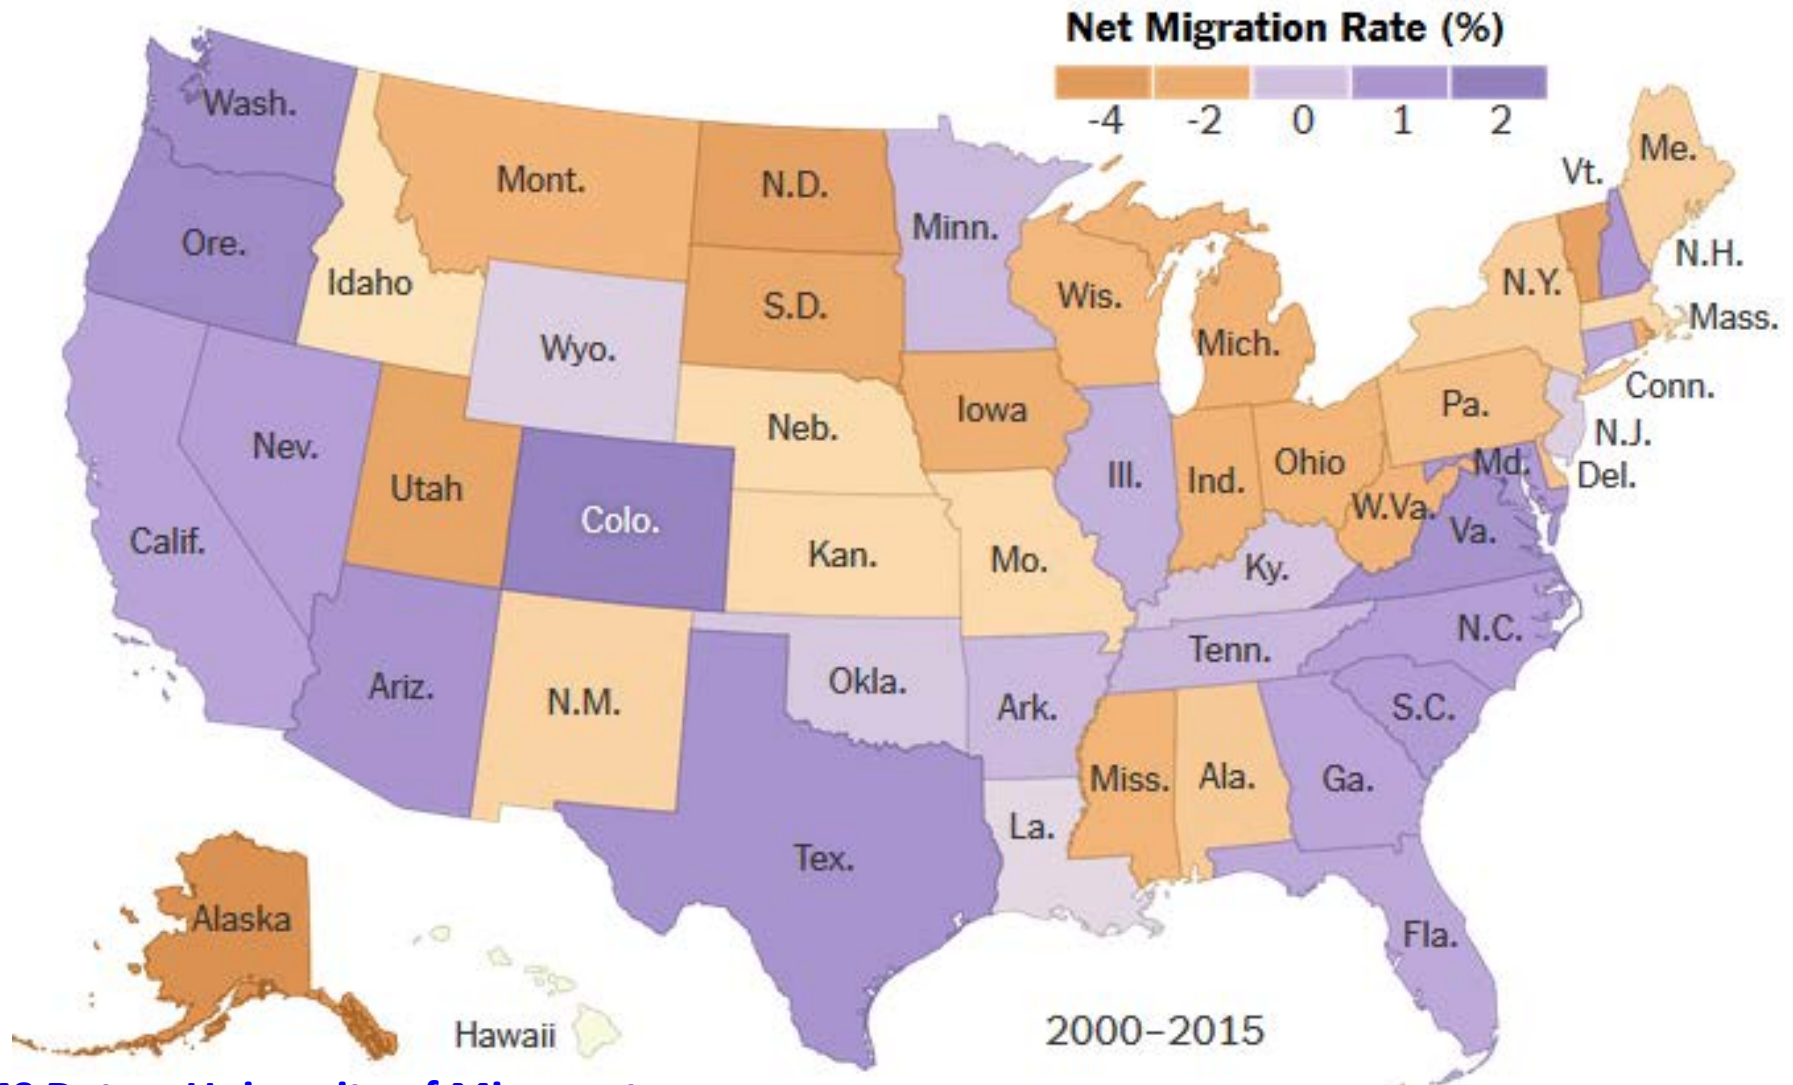 Net Migration Rate (%)
-4 -2 0 1 2
Wash.
Ore.
Idaho
Mont.
N.D.
S.D.
Minn.
Wis.
Mich.
Vt.
Me.
N.H.
N.Y.
Mass.
Conn.
Pa.
N.J.
Md.
Del.
Wyo.
Neb.
Iowa
Ill.
Ind.
Ohio
W.Va.
Va.
Calif.
Nev.
Utah
Colo.
Kan.
Mo.
Ky.
N.C.
Tenn.
Ariz.
N.M.
Okla.
Ark.
S.C.
Miss.
Ala.
Ga.
Tex.
La.
Fla.
Alaska
Hawaii
2000–2015